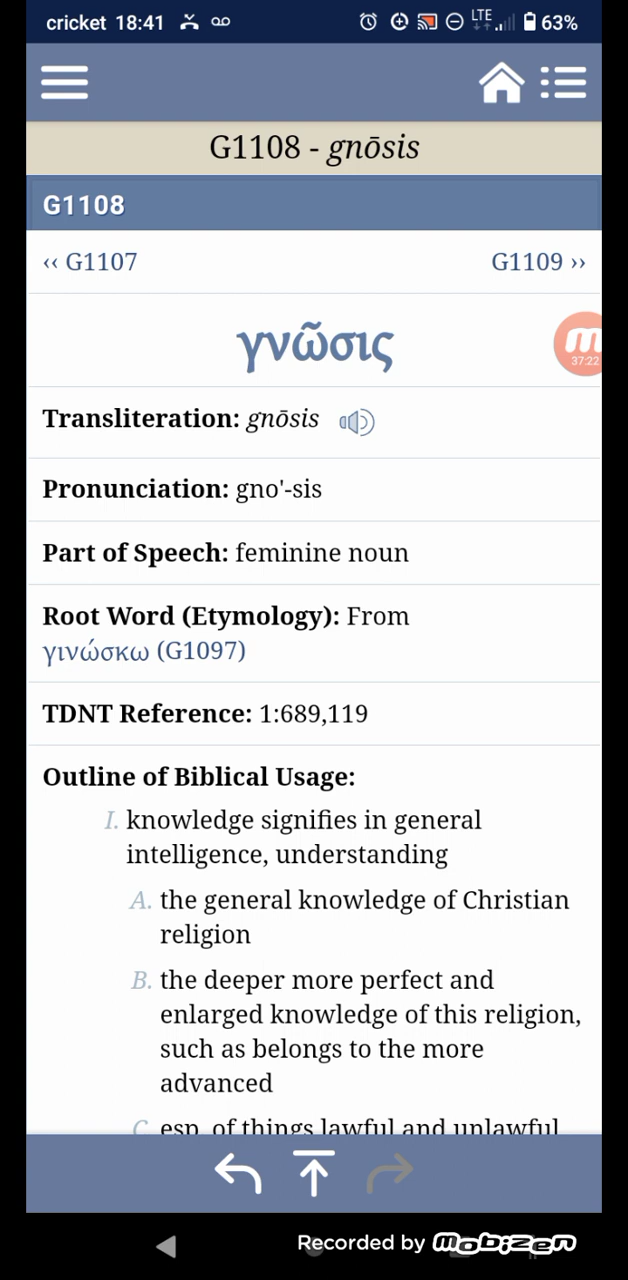 cricket 18:41 LTE 63%
G1108 - gnōsis
G1108
‹‹ G1107 G1109 ››
γνῶσις
m
37:22
Transliteration: gnōsis
Pronunciation: gno'-sis
Part of Speech: feminine noun
Root Word (Etymology): From
γινώσκω (G1097)
TDNT Reference: 1:689,119
Outline of Biblical Usage:
I. knowledge signifies in general
intelligence, understanding
A. the general knowledge of Christian
religion
B. the deeper more perfect and
enlarged knowledge of this religion,
such as belongs to the more
advanced
C. esp. of things lawful and unlawful
Recorded by mobizen